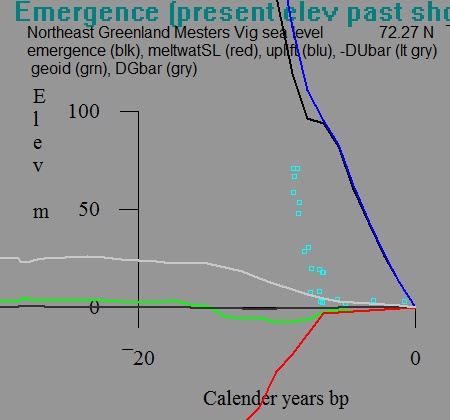 Emergence (present elev past sho
Northeast Greenland Mesters Vig sea level 72.27 N
emergence (blk), meltwatSL (red), uplift (blu), -DUbar (lt gry)
geoid (grn), DGbar (gry)
Elev m
100
50
0
−20
0
Calender years bp